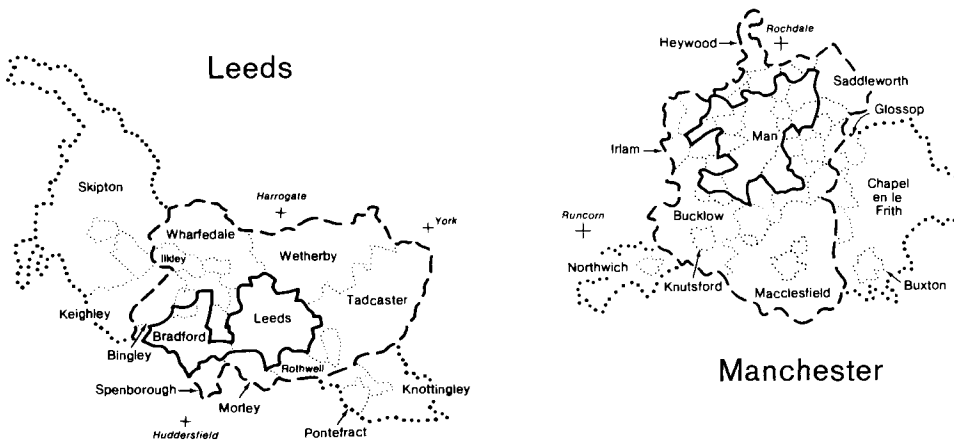 Leeds
Skipton
Harrogate
York
Wharfedale
Ilkley
Wetherby
Tadcaster
Keighley
Bradford
Leeds
Bingley
Rothwell
Spenborough
Morley
Knottingley
Pontefract
Huddersfield
Heywood
Rochdale
Saddleworth
Glossop
Man
Irlam
Chapel
en le
Frith
Bucklow
Runcorn
Northwich
Knutsford
Macclesfield
Buxton
Manchester